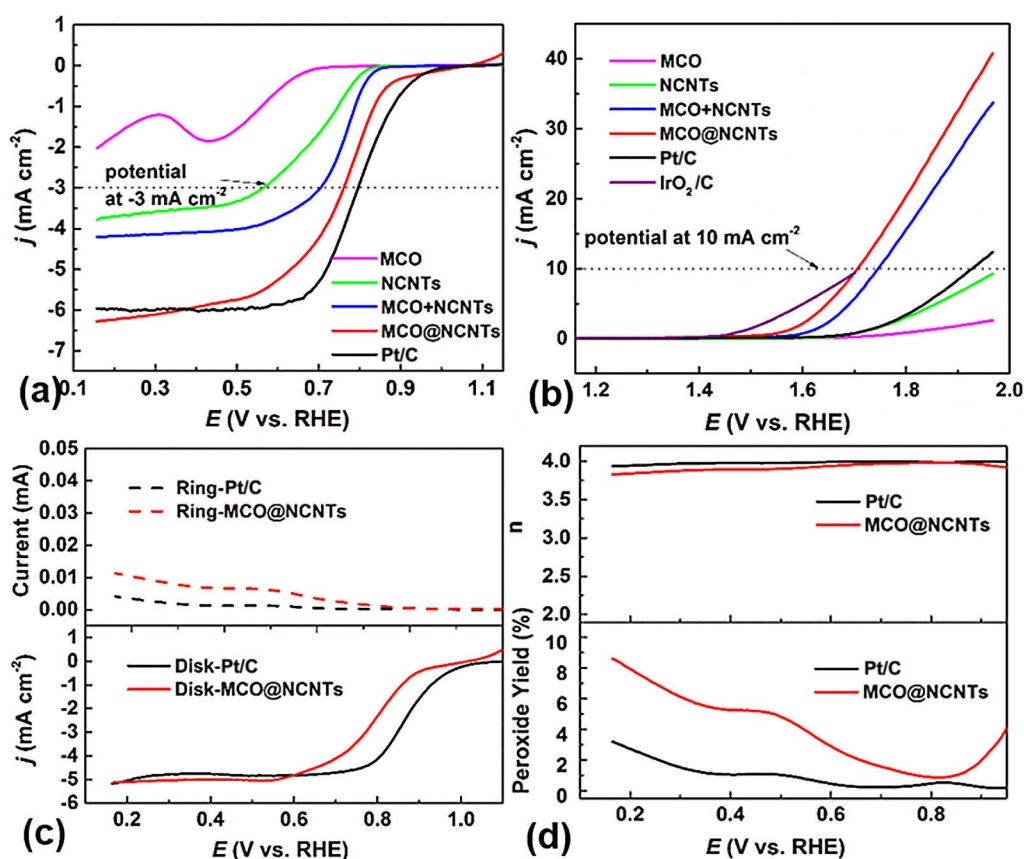 0
-1
-2
-3
-4
-5
-6
-7
j (mA cm⁻²)
potential
at -3 mA cm⁻²
MCO
NCNTs
MCO+NCNTs
MCO@NCNTs
Pt/C
0.1 0.3 0.5 0.7 0.9 1.1
(a)
E (V vs. RHE)
40
30
20
10
0
j (mA cm⁻²)
MCO
NCNTs
MCO+NCNTs
MCO@NCNTs
Pt/C
IrO₂/C
potential at 10 mA cm⁻²
1.2 1.4 1.6 1.8 2.0
(b)
E (V vs. RHE)
0.05
0.04
0.03
0.02
0.01
0.00
Current (mA)
Ring-Pt/C
Ring-MCO@NCNTs
1
0
-1
-2
-3
-4
-5
-6
j (mA cm⁻²)
Disk-Pt/C
Disk-MCO@NCNTs
0.2 0.4 0.6 0.8 1.0
(c)
E (V vs. RHE)
4.0
3.5
3.0
2.5
2.0
n
Pt/C
MCO@NCNTs
10
8
6
4
2
0
Peroxide Yield (%)
Pt/C
MCO@NCNTs
0.2 0.4 0.6 0.8
(d)
E (V vs. RHE)